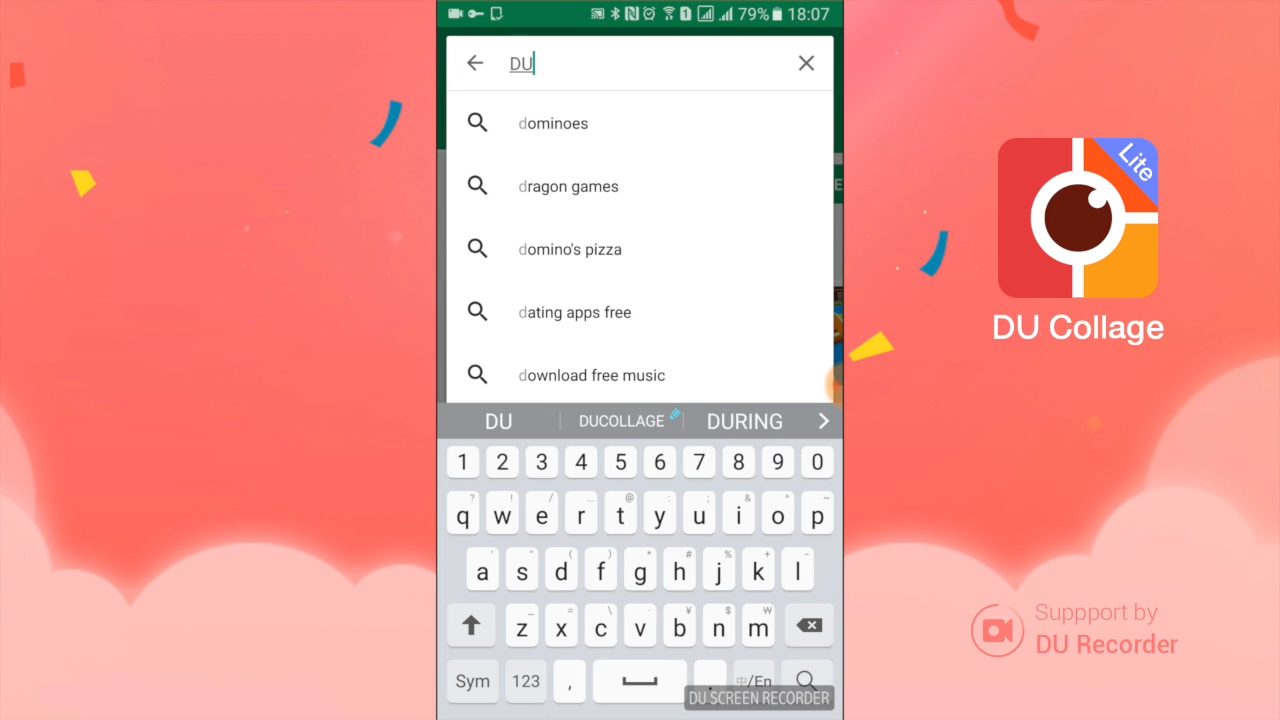 79% 18:07
DU
dominoes
dragon games
domino's pizza
dating apps free
download free music
DU DUCOLLAGE DURING
1 2 3 4 5 6 7 8 9 0
q w e r t y u i o p
a s d f g h j k l
z x c v b n m
Sym 123 , . 中/En
DU SCREEN RECORDER
Lite
DU Collage
Suppport by
DU Recorder